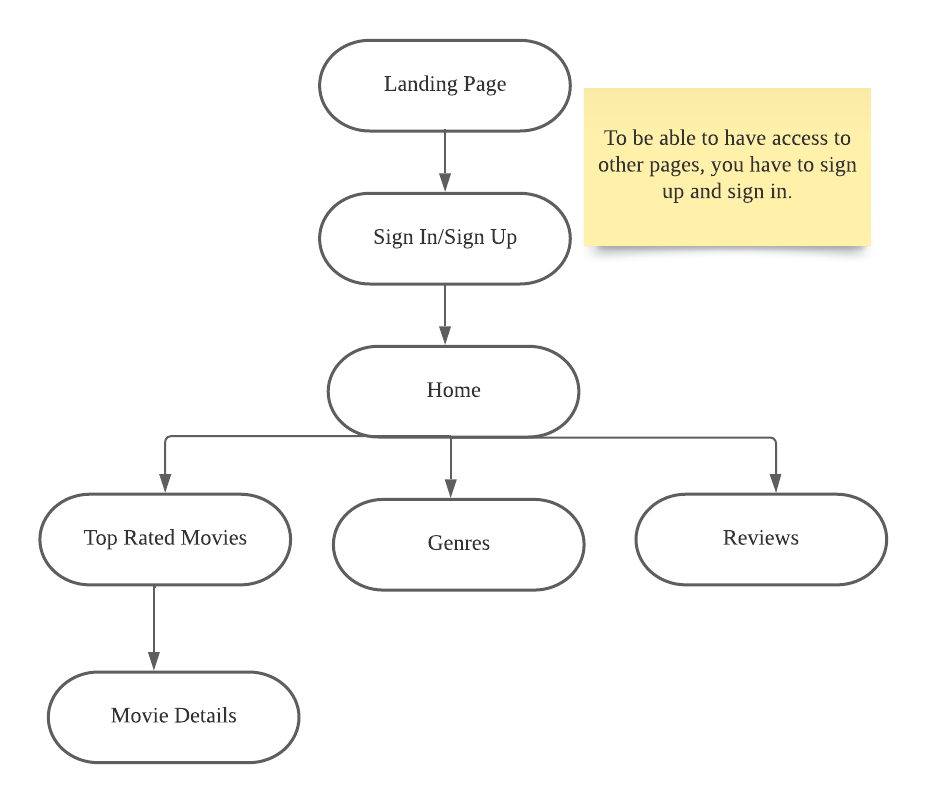 Landing Page
To be able to have access to
other pages, you have to sign
up and sign in.
Sign In/Sign Up
Home
Top Rated Movies
Genres
Reviews
Movie Details